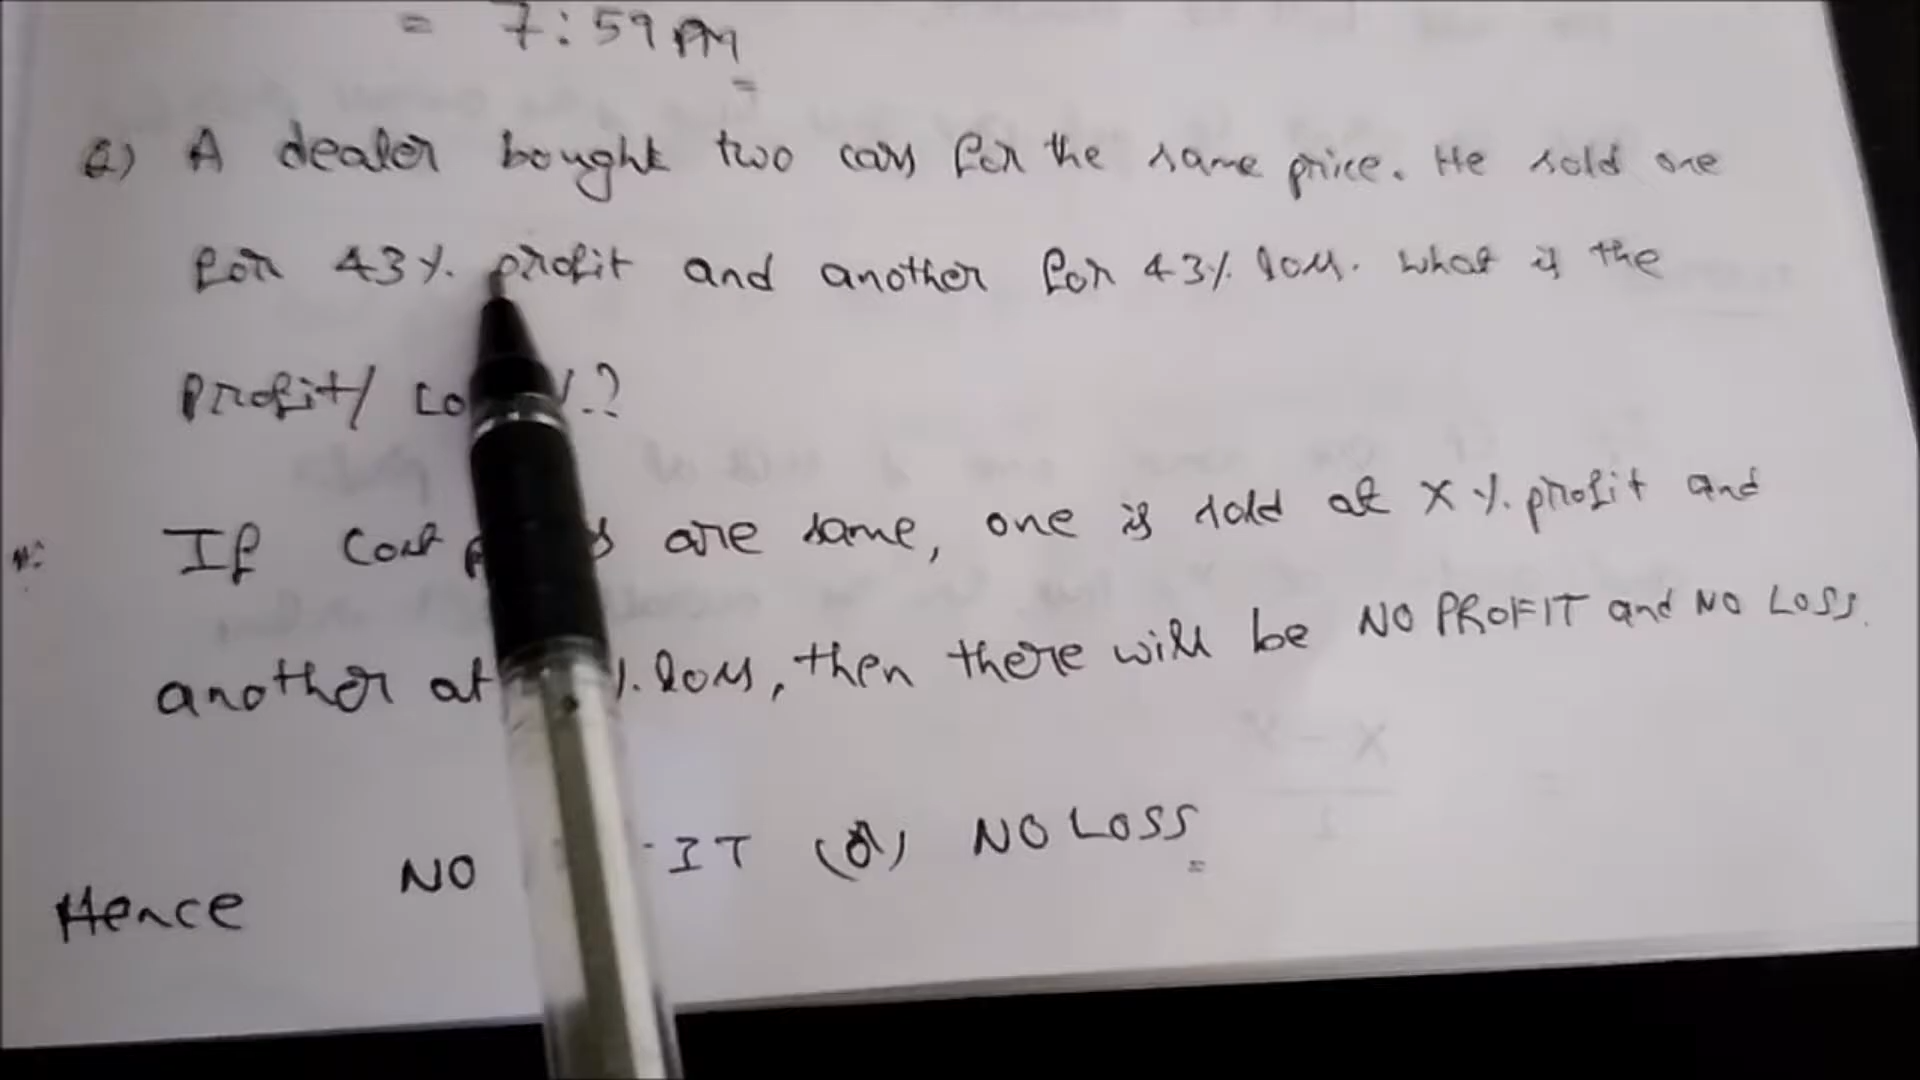 = 7:59 PM
Q) A dealer bought two cars for the same price. He sold one
for 43%. profit and another for 43% loss. what is the
Profit/ %?
If cost are same, one is sold at X %. profit and
another at %. loss, then there will be NO PROFIT and NO LOSS.
Hence NO (or) NO LOSS